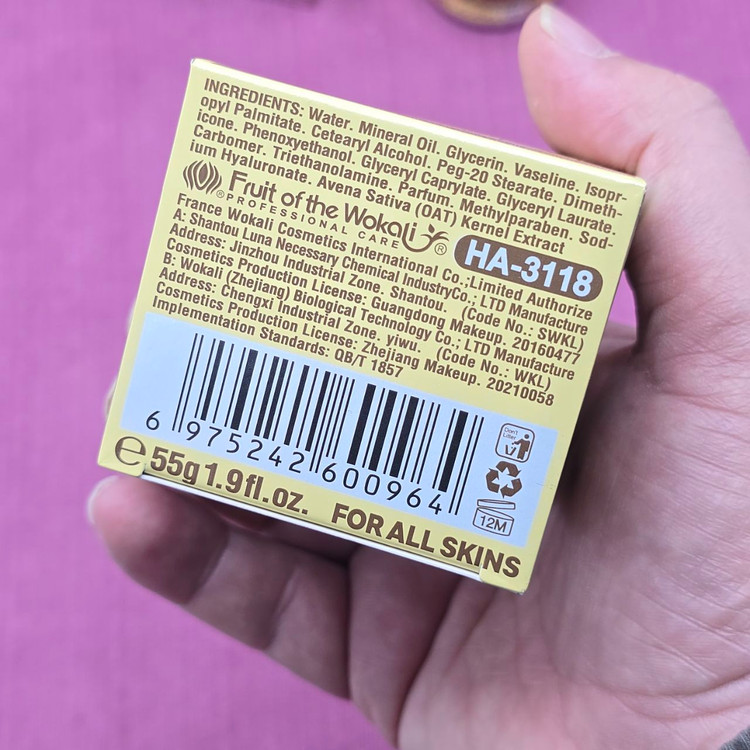 INGREDIENTS: Water. Mineral Oil. Glycerin. Vaseline. Isopr-
opyl Palmitate. Cetearyl Alcohol. Peg-20 Stearate. Dimeth-
icone. Phenoxyethanol. Glyceryl Caprylate. Glyceryl Laurate.
Carbomer. Triethanolamine. Parfum. Methylparaben. Sod-
ium Hyaluronate. Avena Sativa (OAT) Kernel Extract
® Fruit of the Wokali ®
PROFESSIONAL CARE
HA-3118
France Wokali Cosmetics International Co.;Limited Authorize
A: Shantou Luna Necessary Chemical IndustryCo.; LTD Manufacture
Address: Jinzhou Industrial Zone, Shantou. (Code No.: SWKL)
Cosmetics Production License: Guangdong Makeup. 20160477
B: Wokali (Zhejiang) Biological Technology Co.; LTD Manufacture
Address: Chengxi Industrial Zone, yiwu. (Code No.: WKL)
Cosmetics Production License: Zhejiang Makeup. 20210058
Implementation Standards: QB/T 1857
6 975242 600964
Don't
Litter
12M
e 55g 1.9fl.oz. FOR ALL SKINS